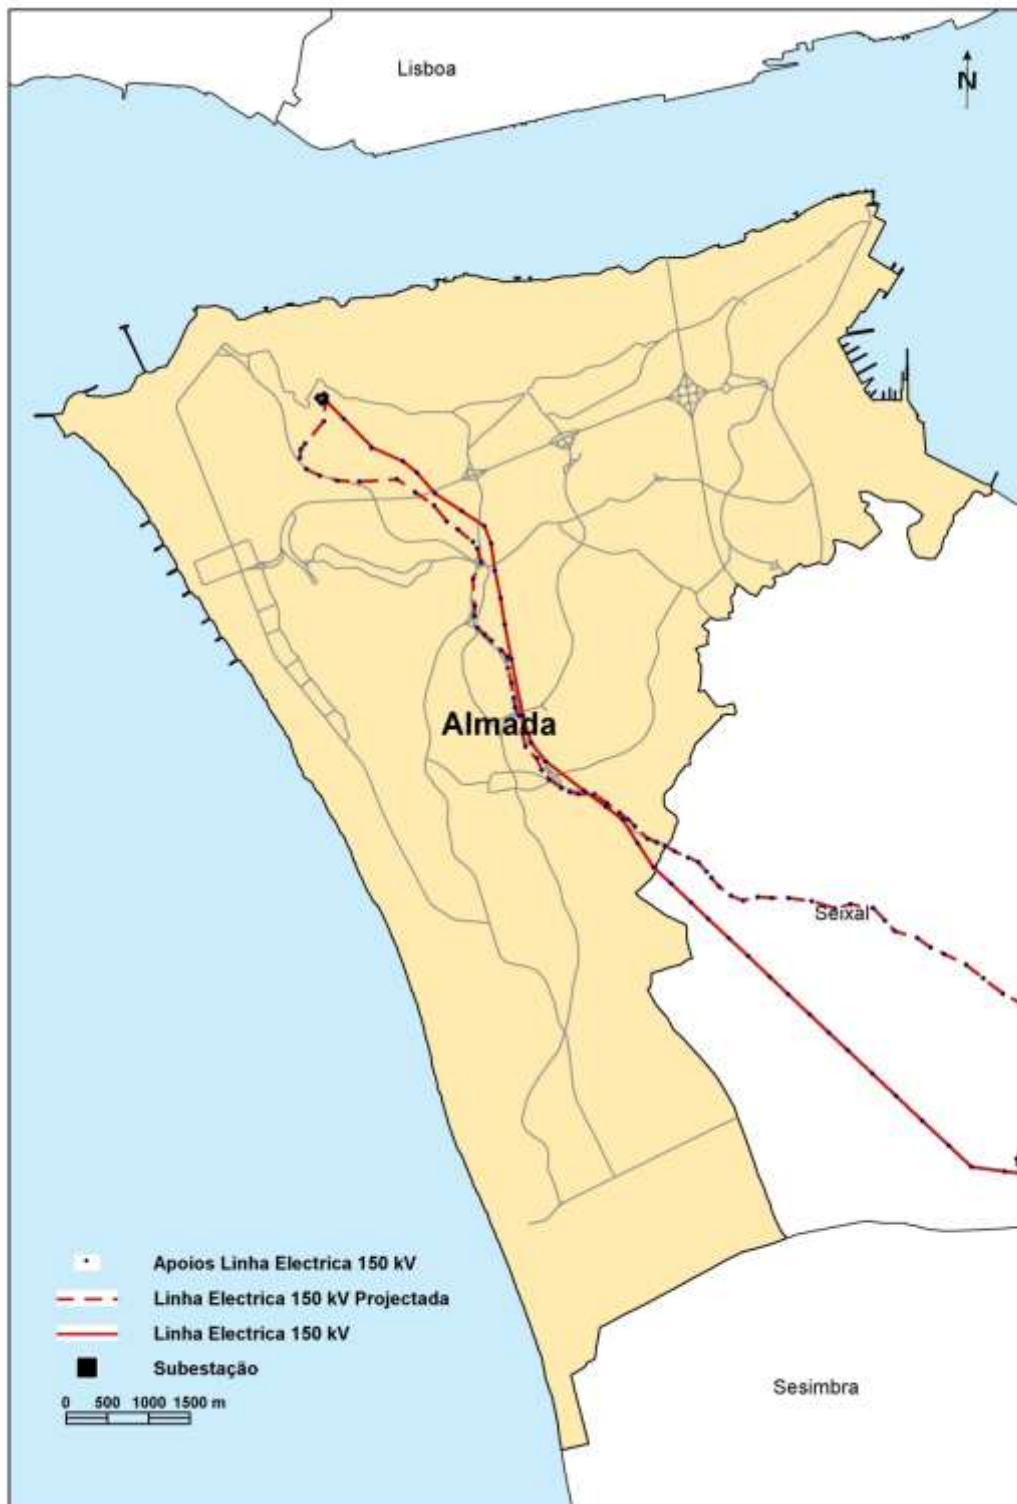 Lisboa
N
Almada
Seixal
Apoios Linha Electrica 150 kV
Linha Electrica 150 kV Projectada
Linha Electrica 150 kV
Subestação
0 500 1000 1500 m
Sesimbra